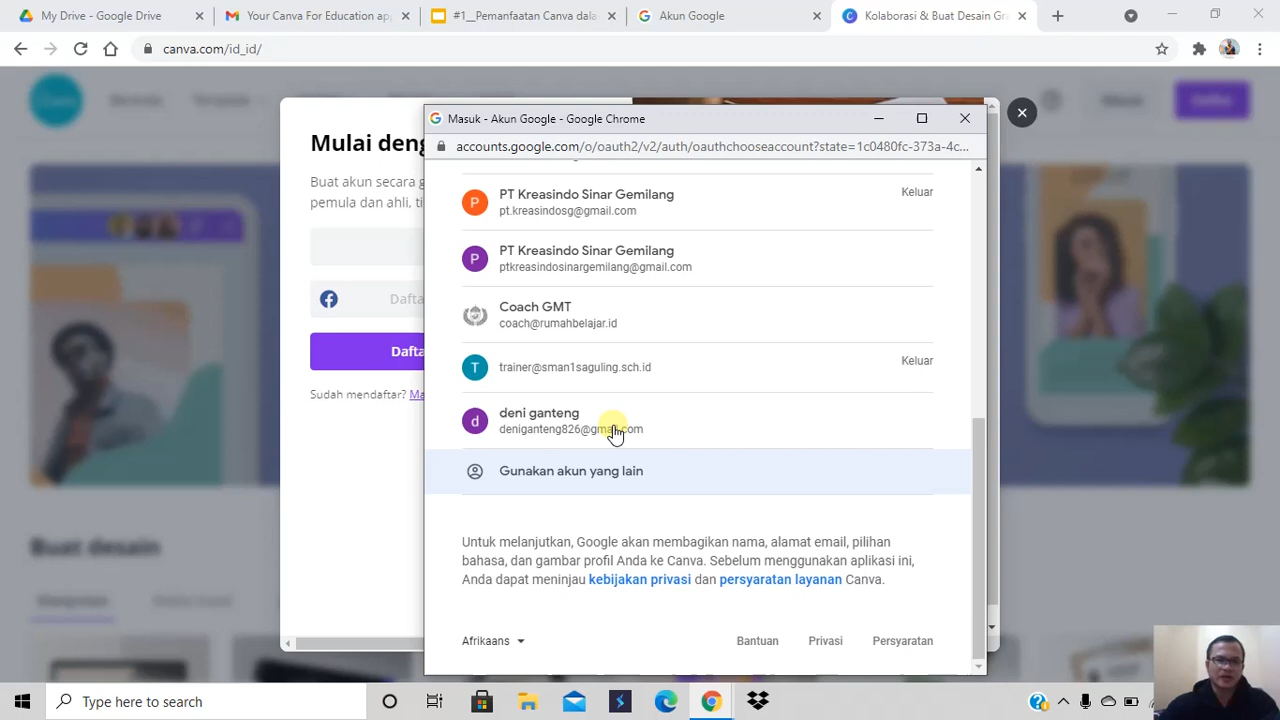 My Drive - Google Drive
Your Canva For Education ap
#1__Pemanfaatan Canva dala
Akun Google
Kolaborasi & Buat Desain Gra
canva.com/id_id/
Mulai deng
Buat akun secara g
pemula dan ahli, ti
Dafta
Dafta
Sudah mendaftar? Ma
Buat desain
Masuk - Akun Google - Google Chrome
accounts.google.com/o/oauth2/v2/auth/oauthchooseaccount?state=1c0480fc-373a-4c...
PT Kreasindo Sinar Gemilang
pt.kreasindosg@gmail.com
Keluar
PT Kreasindo Sinar Gemilang
ptkreasindosinargemilang@gmail.com
Coach GMT
coach@rumahbelajar.id
trainer@sman1saguling.sch.id
Keluar
deni ganteng
deniganteng826@gmail.com
Gunakan akun yang lain
Untuk melanjutkan, Google akan membagikan nama, alamat email, pilihan
bahasa, dan gambar profil Anda ke Canva. Sebelum menggunakan aplikasi ini,
Anda dapat meninjau kebijakan privasi dan persyaratan layanan Canva.
Afrikaans
Bantuan
Privasi
Persyaratan
Type here to search